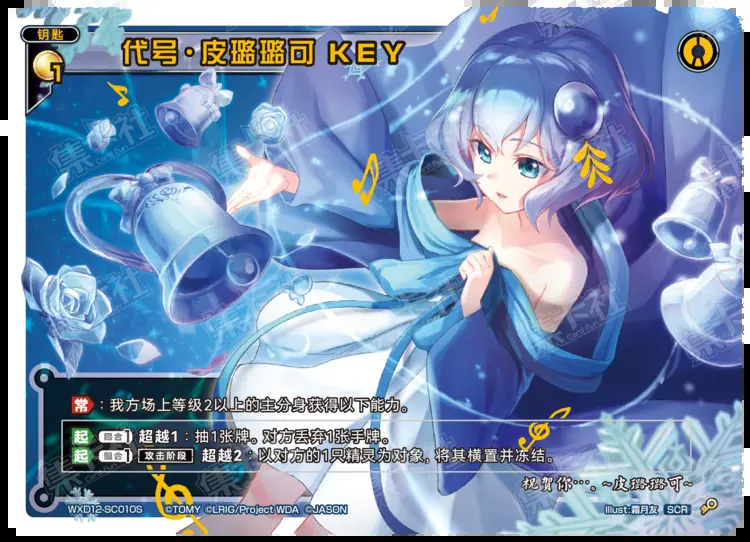 钥匙
代号·皮璐璐可 KEY
1
常：我方场上等级2以上的主分身获得以下能力。
起 回合1 超越1：抽1张牌。对方丢弃1张手牌。
起 回合1 攻击阶段 超越2：以对方的1只精灵为对象，将其横置并冻结。
祝贺你…。~皮璐璐可~
WXD12-SC010S ©TOMY ©LRIG/Project WDA ©JASON Illust:霜月友 SCR
集卡社